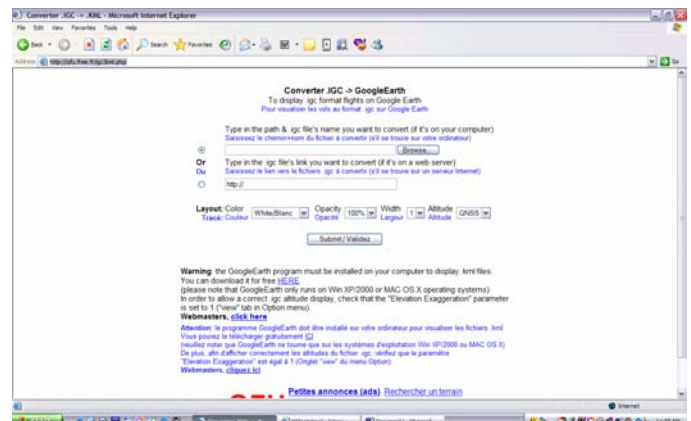 Converter .IGC -> .KML - Microsoft Internet Explorer
File Edit View Favorites Tools Help
Back Search Favorites
Address http://cfu.free.fr/igc2kml.php Go
Converter IGC -> GoogleEarth
To display .igc format flights on Google Earth
Pour visualiser les vols au format .igc sur Google Earth
Type in the path & .igc file's name you want to convert (if it's on your computer)
Saisissez le chemin+nom du fichier à convertir (s'il se trouve sur votre ordinateur)
Browse...
Or Type in the .igc file's link you want to convert (if it's on a web server)
Ou Saisissez le lien vers le fichiers .igc à convertir (s'il se trouve sur un serveur Internet)
http://
Layout: Color White/Blanc Opacity 100% Width 1 Altitude GNSS
Tracé: Couleur Opacité Largeur Altitude
Submit / Validez
Warning: the GoogleEarth program must be installed on your computer to display .kml files.
You can download it for free HERE.
(please note that GoogleEarth only runs on Win XP/2000 or MAC OS X operating systems)
In order to allow a correct .igc altitude display, check that the "Elevation Exaggeration" parameter
is set to 1 ("view" tab in Option menu).
Webmasters, click here
Attention: le programme GoogleEarth doit être installé sur votre ordinateur pour visualiser les fichiers .kml
Vous pouvez le télécharger gratuitement ICI
(veuillez noter que GoogleEarth ne tourne que sur les systèmes d'exploitation Win XP/2000 ou MAC OS X).
De plus, afin d'afficher correctement les altitudes du fichier .igc, vérifiez que le paramètre
"Elevation Exaggeration" est égal à 1 (Onglet "view" du menu Option).
Webmasters, cliquez ici
Petites annonces (ads) Rechercher un terrain
Internet